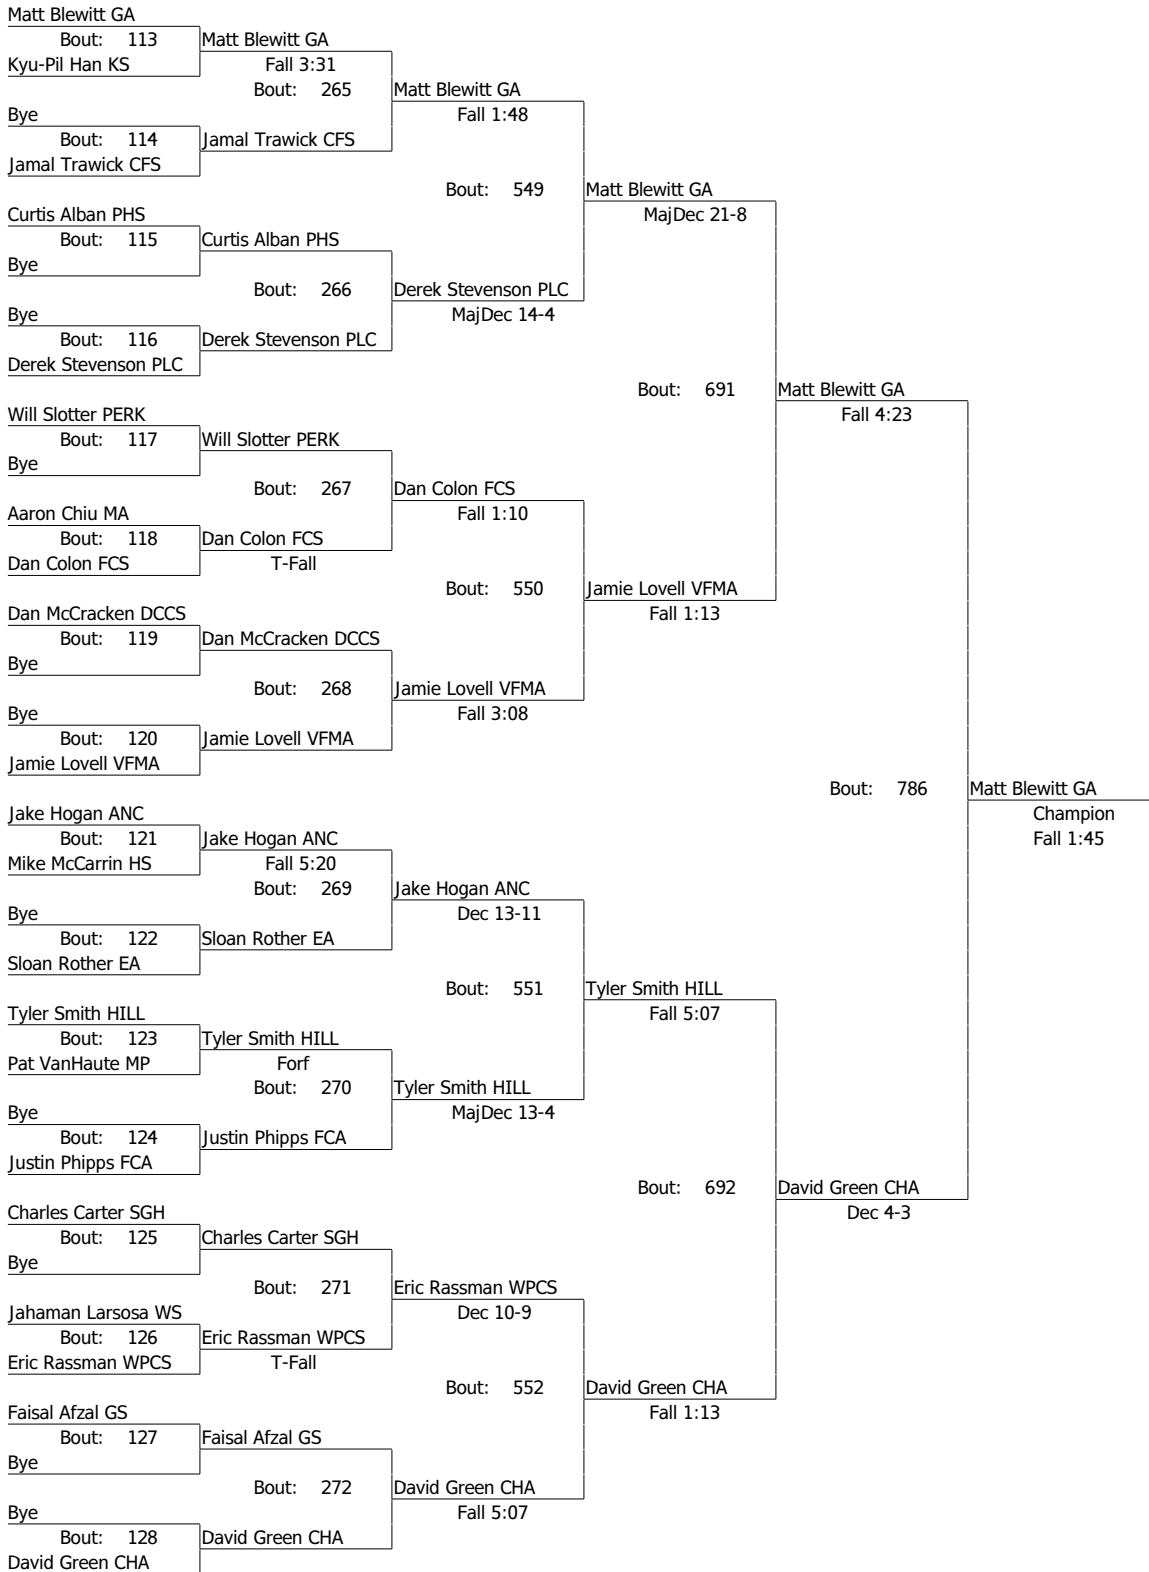 Matt Blewitt GA
Bout: 113 Matt Blewitt GA
Kyu-Pil Han KS Fall 3:31
Bout: 265 Matt Blewitt GA
Bye Fall 1:48
Bout: 114 Jamal Trawick CFS
Jamal Trawick CFS
Bout: 549 Matt Blewitt GA
Curtis Alban PHS MajDec 21-8
Bout: 115 Curtis Alban PHS
Bye
Bout: 266 Derek Stevenson PLC
Bye MajDec 14-4
Bout: 116 Derek Stevenson PLC
Derek Stevenson PLC
Bout: 691 Matt Blewitt GA
Will Slotter PERK Fall 4:23
Bout: 117 Will Slotter PERK
Bye
Bout: 267 Dan Colon FCS
Aaron Chiu MA Fall 1:10
Bout: 118 Dan Colon FCS
Dan Colon FCS T-Fall
Bout: 550 Jamie Lovell VFMA
Dan McCracken DCCS Fall 1:13
Bout: 119 Dan McCracken DCCS
Bye
Bout: 268 Jamie Lovell VFMA
Bye Fall 3:08
Bout: 120 Jamie Lovell VFMA
Jamie Lovell VFMA
Bout: 786 Matt Blewitt GA
Jake Hogan ANC Champion
Bout: 121 Jake Hogan ANC Fall 1:45
Mike McCarrin HS Fall 5:20
Bout: 269 Jake Hogan ANC
Bye Dec 13-11
Bout: 122 Sloan Rother EA
Sloan Rother EA
Bout: 551 Tyler Smith HILL
Tyler Smith HILL Fall 5:07
Bout: 123 Tyler Smith HILL
Pat VanHaute MP Forf
Bout: 270 Tyler Smith HILL
Bye MajDec 13-4
Bout: 124 Justin Phipps FCA
Justin Phipps FCA
Bout: 692 David Green CHA
Charles Carter SGH Dec 4-3
Bout: 125 Charles Carter SGH
Bye
Bout: 271 Eric Rassman WPCS
Jahaman Larsosa WS Dec 10-9
Bout: 126 Eric Rassman WPCS
Eric Rassman WPCS T-Fall
Bout: 552 David Green CHA
Faisal Afzal GS Fall 1:13
Bout: 127 Faisal Afzal GS
Bye
Bout: 272 David Green CHA
Bye Fall 5:07
Bout: 128 David Green CHA
David Green CHA